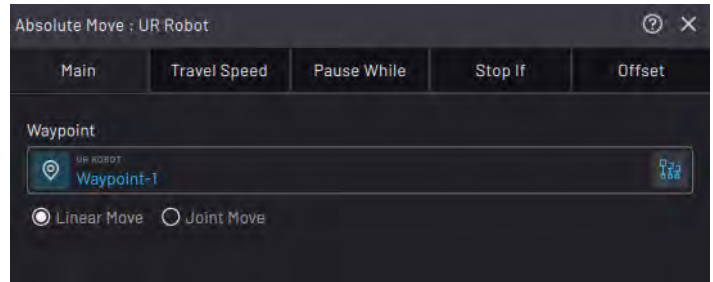 Absolute Move : UR Robot
Main Travel Speed Pause While Stop If Offset
Waypoint
UR ROBOT
Waypoint-1
Linear Move Joint Move